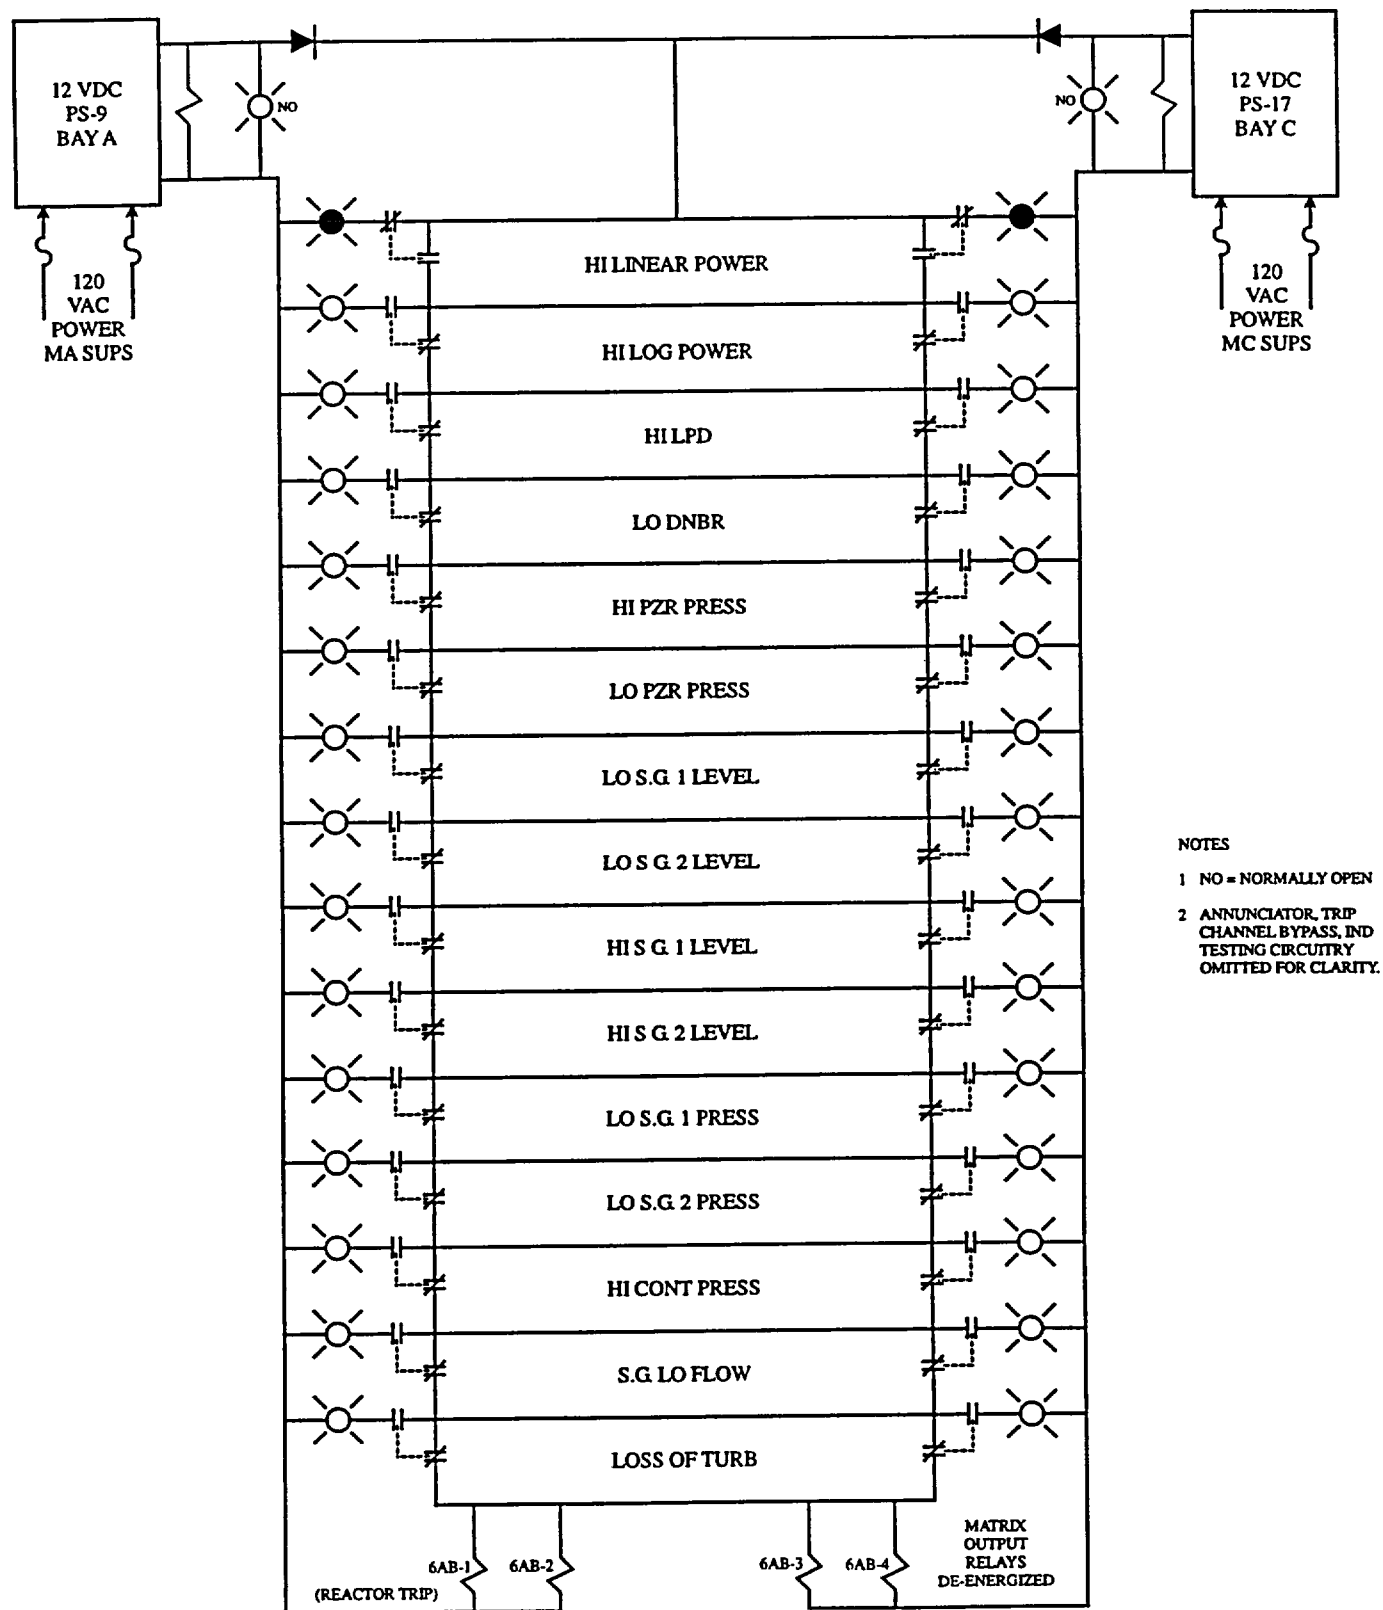 12 VDC
PS-9
BAY A
NO
NO
12 VDC
PS-17
BAY C
120
VAC
POWER
MA SUPS
120
VAC
POWER
MC SUPS
HI LINEAR POWER
HI LOG POWER
HI LPD
LO DNBR
HI PZR PRESS
LO PZR PRESS
LO S.G. 1 LEVEL
LO S G. 2 LEVEL
HI S G. 1 LEVEL
HI S G. 2 LEVEL
LO S.G. 1 PRESS
LO S.G. 2 PRESS
HI CONT PRESS
S.G. LO FLOW
LOSS OF TURB
NOTES
1 NO = NORMALLY OPEN
2 ANNUNCIATOR, TRIP
CHANNEL BYPASS, IND
TESTING CIRCUITRY
OMITTED FOR CLARITY.
6AB-1
6AB-2
6AB-3
6AB-4
MATRIX
OUTPUT
RELAYS
DE-ENERGIZED
(REACTOR TRIP)